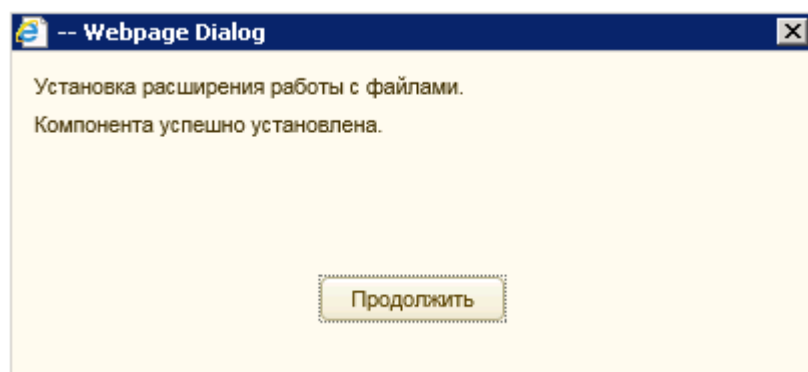 -- Webpage Dialog
Установка расширения работы с файлами.
Компонента успешно установлена.
Продолжить